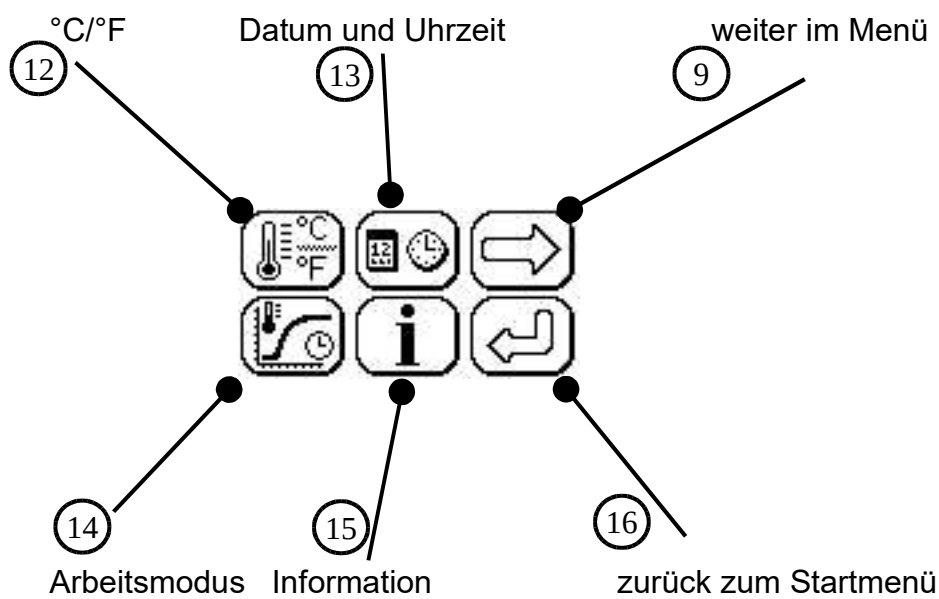 °C/°F Datum und Uhrzeit weiter im Menü
12 13 9
°C
12
°F
i
14 15 16
Arbeitsmodus Information zurück zum Startmenü